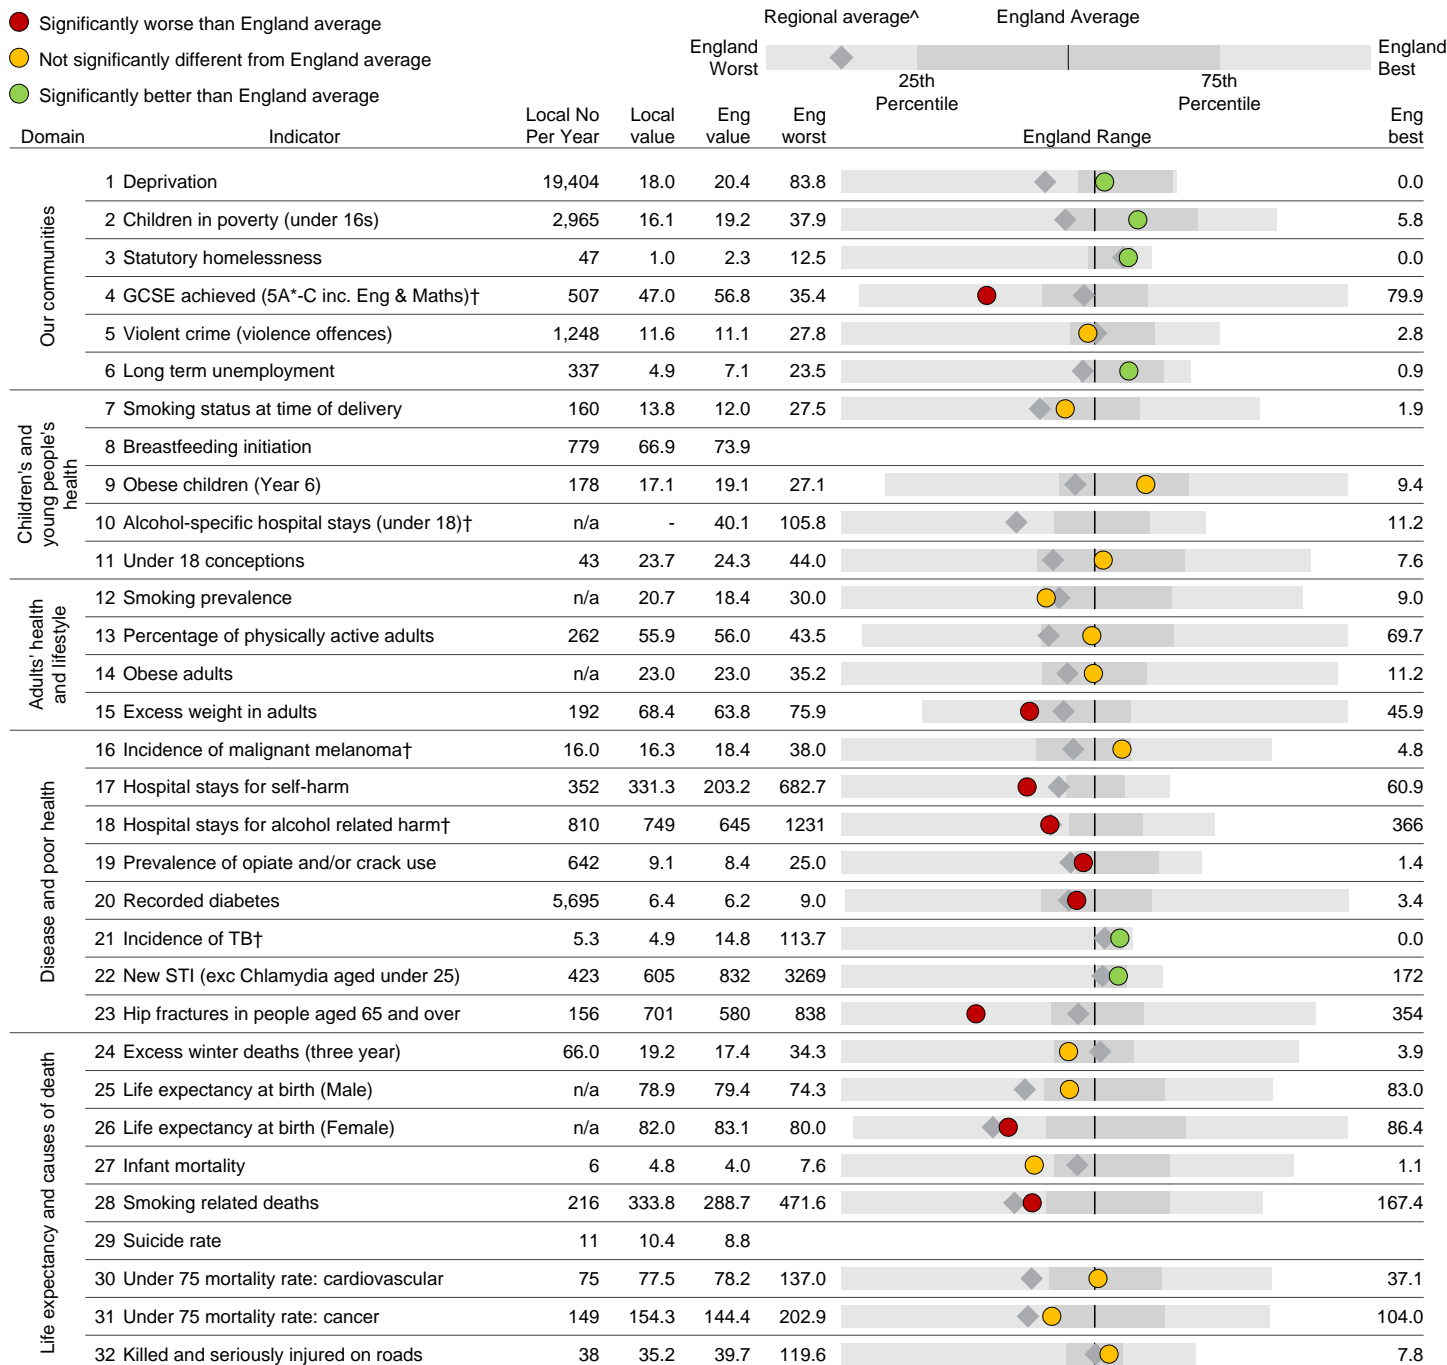 Significantly worse than England average
Not significantly different from England average
Significantly better than England average
Regional average^ England Average
England Worst
England Best
25th Percentile
75th Percentile
Domain Indicator Local No Per Year Local value Eng value Eng worst England Range Eng best
Our communities
1 Deprivation 19,404 18.0 20.4 83.8 0.0
2 Children in poverty (under 16s) 2,965 16.1 19.2 37.9 5.8
3 Statutory homelessness 47 1.0 2.3 12.5 0.0
4 GCSE achieved (5A*-C inc. Eng & Maths)† 507 47.0 56.8 35.4 79.9
5 Violent crime (violence offences) 1,248 11.6 11.1 27.8 2.8
6 Long term unemployment 337 4.9 7.1 23.5 0.9
Children's and
young people's
health
7 Smoking status at time of delivery 160 13.8 12.0 27.5 1.9
8 Breastfeeding initiation 779 66.9 73.9
9 Obese children (Year 6) 178 17.1 19.1 27.1 9.4
10 Alcohol-specific hospital stays (under 18)† n/a - 40.1 105.8 11.2
11 Under 18 conceptions 43 23.7 24.3 44.0 7.6
Adults' health
and lifestyle
12 Smoking prevalence n/a 20.7 18.4 30.0 9.0
13 Percentage of physically active adults 262 55.9 56.0 43.5 69.7
14 Obese adults n/a 23.0 23.0 35.2 11.2
15 Excess weight in adults 192 68.4 63.8 75.9 45.9
Disease and poor health
16 Incidence of malignant melanoma† 16.0 16.3 18.4 38.0 4.8
17 Hospital stays for self-harm 352 331.3 203.2 682.7 60.9
18 Hospital stays for alcohol related harm† 810 749 645 1231 366
19 Prevalence of opiate and/or crack use 642 9.1 8.4 25.0 1.4
20 Recorded diabetes 5,695 6.4 6.2 9.0 3.4
21 Incidence of TB† 5.3 4.9 14.8 113.7 0.0
22 New STI (exc Chlamydia aged under 25) 423 605 832 3269 172
23 Hip fractures in people aged 65 and over 156 701 580 838 354
Life expectancy and causes of death
24 Excess winter deaths (three year) 66.0 19.2 17.4 34.3 3.9
25 Life expectancy at birth (Male) n/a 78.9 79.4 74.3 83.0
26 Life expectancy at birth (Female) n/a 82.0 83.1 80.0 86.4
27 Infant mortality 6 4.8 4.0 7.6 1.1
28 Smoking related deaths 216 333.8 288.7 471.6 167.4
29 Suicide rate 11 10.4 8.8
30 Under 75 mortality rate: cardiovascular 75 77.5 78.2 137.0 37.1
31 Under 75 mortality rate: cancer 149 154.3 144.4 202.9 104.0
32 Killed and seriously injured on roads 38 35.2 39.7 119.6 7.8